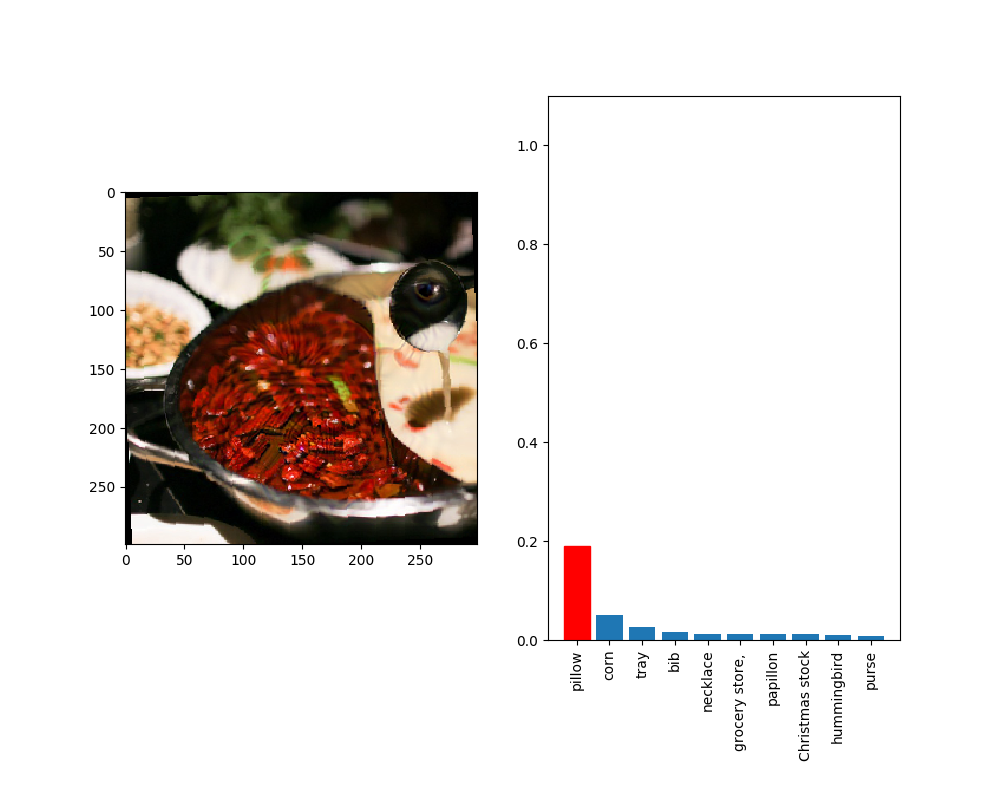 0
50
100
150
200
250
0 50 100 150 200 250
1.0
0.8
0.6
0.4
0.2
0.0
pillow
corn
tray
bib
necklace
grocery store,
papillon
Christmas stock
hummingbird
purse